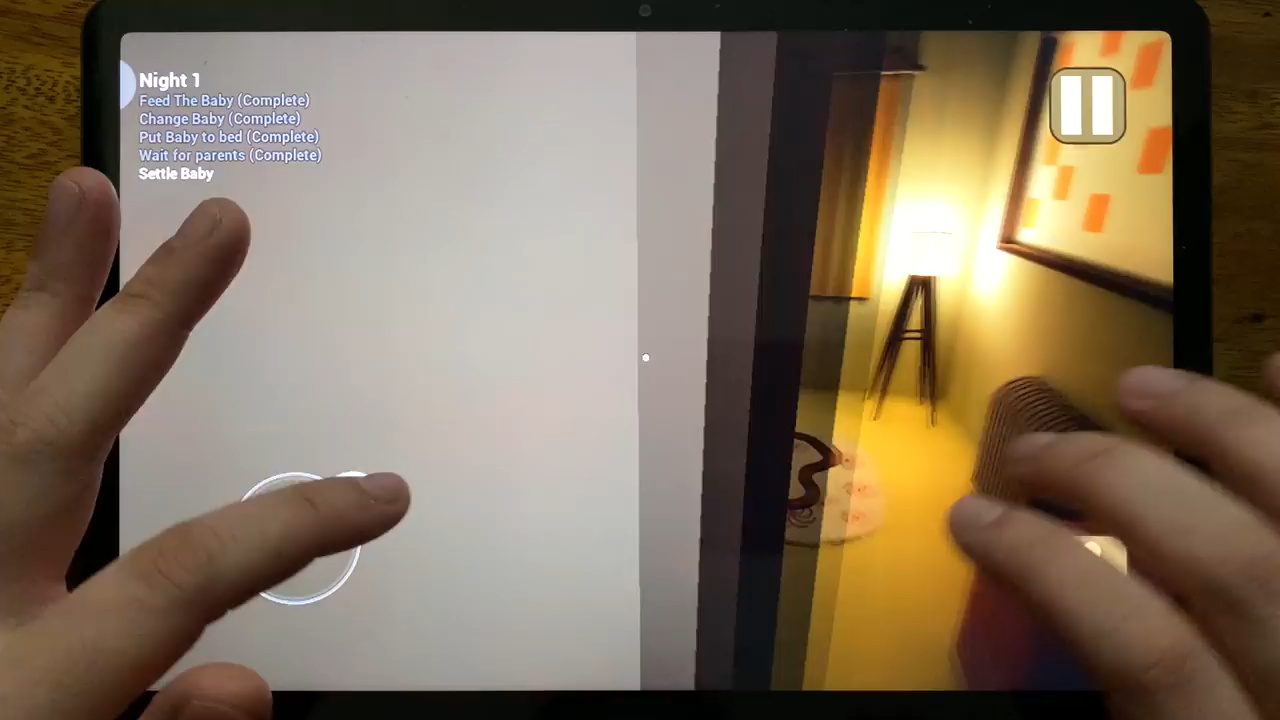 Night 1
Feed The Baby (Complete)
Change Baby (Complete)
Put Baby to bed (Complete)
Wait for parents (Complete)
Settle Baby